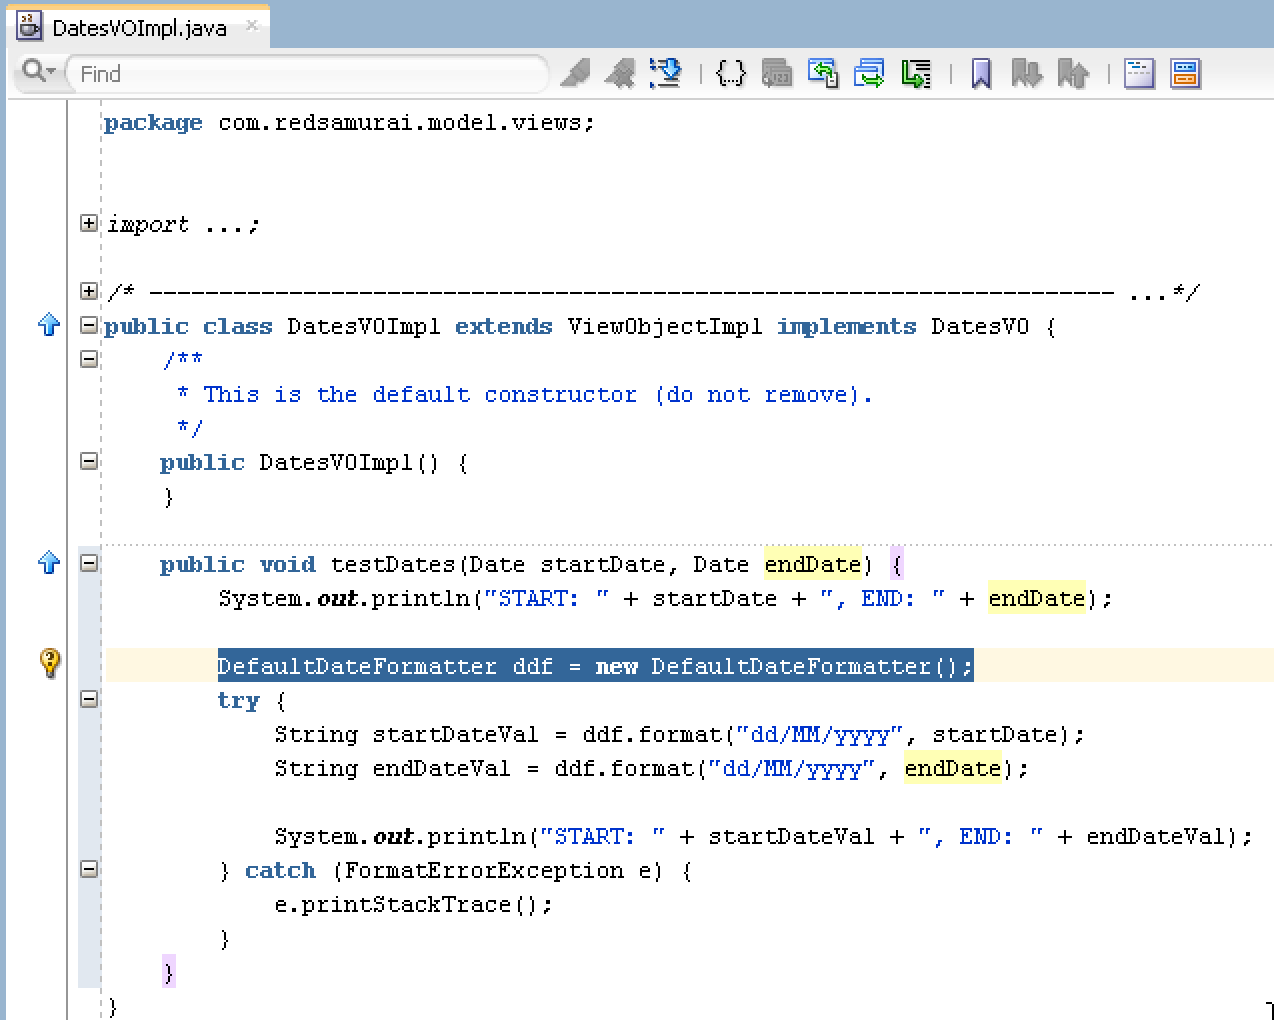 DatesVOImpl.java
Find
package com.redsamurai.model.views;
import ...;
/* --------------------------------------------------------------------- ...*/
public class DatesVOImpl extends ViewObjectImpl implements DatesVO {
/**
* This is the default constructor (do not remove).
*/
public DatesVOImpl() {
}
public void testDates(Date startDate, Date endDate) {
System.out.println("START: " + startDate + ", END: " + endDate);
DefaultDateFormatter ddf = new DefaultDateFormatter();
try {
String startDateVal = ddf.format("dd/MM/yyyy", startDate);
String endDateVal = ddf.format("dd/MM/yyyy", endDate);
System.out.println("START: " + startDateVal + ", END: " + endDateVal);
} catch (FormatErrorException e) {
e.printStackTrace();
}
}
}